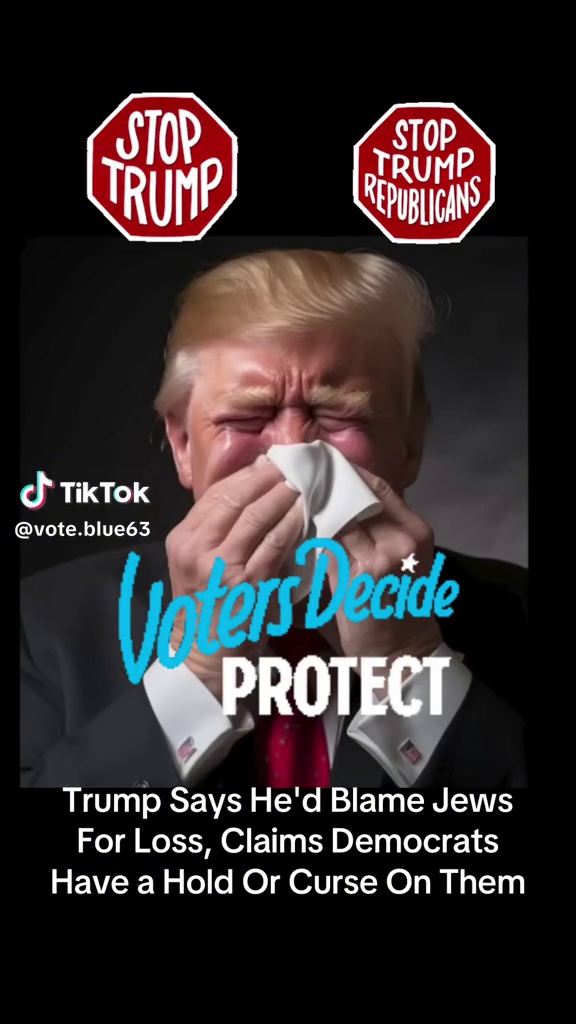 STOP
TRUMP
STOP
TRUMP
REPUBLICANS
TikTok
@vote.blue63
Voters Decide
PROTECT
Trump Says He'd Blame Jews
For Loss, Claims Democrats
Have a Hold Or Curse On Them